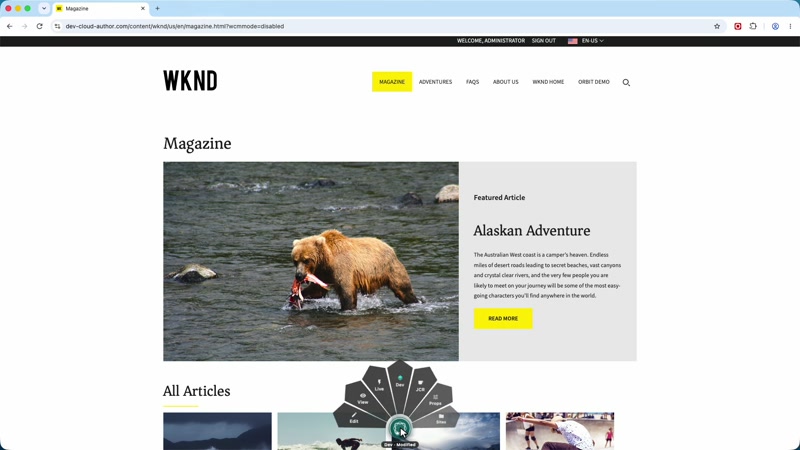 Magazine
dev-cloud-author.com/content/wknd/us/en/magazine.html?wcmmode=disabled
WELCOME, ADMINISTRATOR SIGN OUT EN-US
WKND
MAGAZINE ADVENTURES FAQS ABOUT US WKND HOME ORBIT DEMO
Magazine
Featured Article
Alaskan Adventure
The Australian West coast is a camper's heaven. Endless
miles of desert roads leading to secret beaches, vast canyons
and crystal clear rivers, and the very few people you are
likely to meet on your journey will be some of the most easy-
going characters you'll find anywhere in the world.
READ MORE
All Articles
Edit
View
Live
Dev
JCR
Props
Sites
Dev - Modified